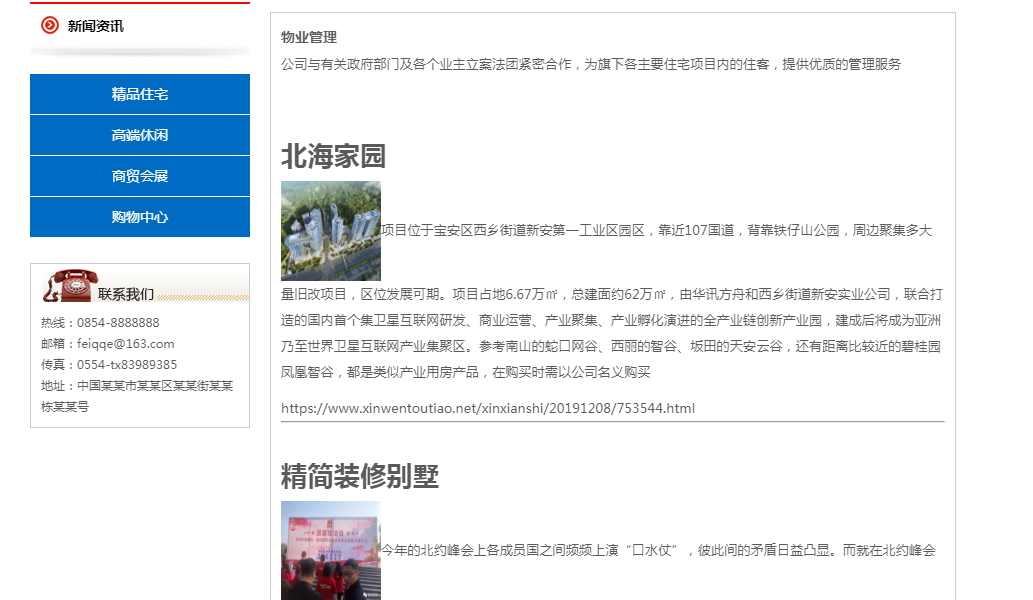 新闻资讯
精品住宅
高端休闲
商贸会展
购物中心
联系我们
热线：0854-8888888
邮箱：feiqqe@163.com
传真：0554-tx83989385
地址：中国某某市某某区某某街某某
栋某某号
物业管理
公司与有关政府部门及各个业主立案法团紧密合作，为旗下各主要住宅项目内的住客，提供优质的管理服务
北海家园
项目位于宝安区西乡街道新安第一工业区园区，靠近107国道，背靠铁仔山公园，周边聚集多大
量旧改项目，区位发展可期。项目占地6.67万㎡，总建面约62万㎡，由华讯方舟和西乡街道新安实业公司，联合打
造的国内首个集卫星互联网研发、商业运营、产业聚集、产业孵化演进的全产业链创新产业园，建成后将成为亚洲
乃至世界卫星互联网产业集聚区。参考南山的蛇口网谷、西丽的智谷、坂田的天安云谷，还有距离比较近的碧桂园
凤凰智谷，都是类似产业用房产品，在购买时需以公司名义购买
https://www.xinwentoutiao.net/xinxianshi/20191208/753544.html
精简装修别墅
今年的北约峰会上各成员国之间频频上演“口水仗”，彼此间的矛盾日益凸显。而就在北约峰会